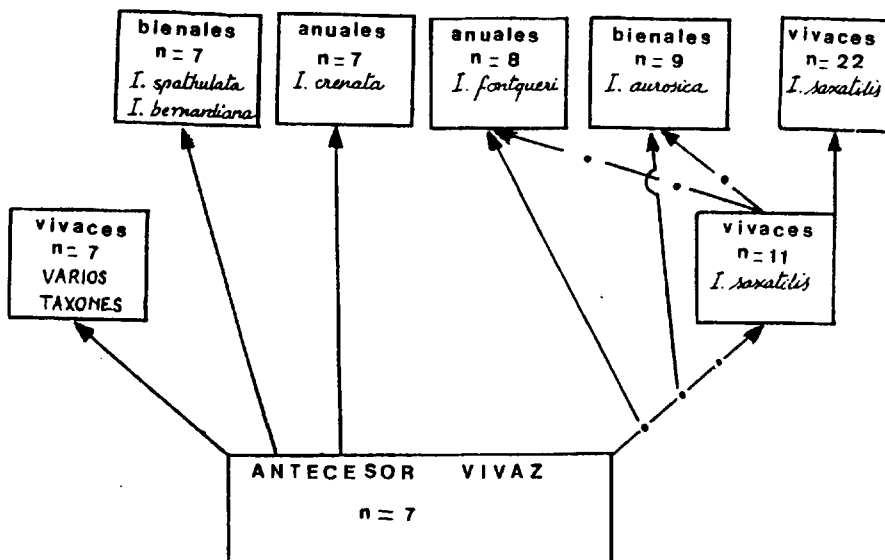 bienales
n = 7
I. spathulata
I. bernardiana
anuales
n = 7
I. crenata
anuales
n = 8
I. fontqueri
bienales
n = 9
I. aurosica
vivaces
n = 22
I. saxatilis
vivaces
n = 7
VARIOS
TAXONES
vivaces
n = 11
I. saxatilis
ANTECESOR VIVAZ
n = 7